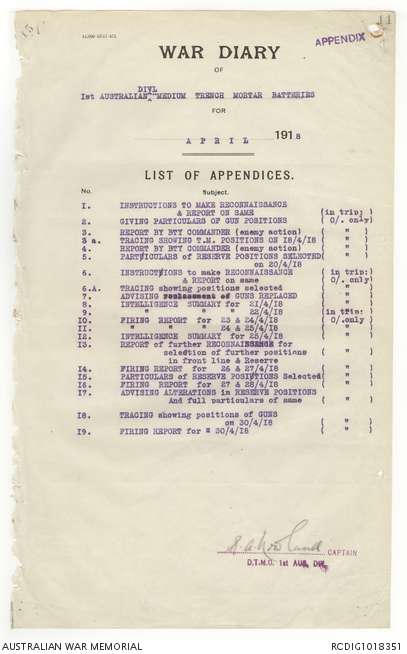 APPENDIX
WAR DIARY
OF
DIVL
1st AUSTRALIAN MEDIUM TRENCH MORTAR BATTERIES
FOR
APRIL 1918
LIST OF APPENDICES.
No. Subject.
1. INSTRUCTIONS TO MAKE RECONNAISSANCE
& REPORT ON SAME (in trip: )
2. GIVING PARTICULARS OF GUN POSITIONS ( O/. only)
3. REPORT BY BTY COMMANDER (enemy action) ( " )
3 a. TRACING SHOWING T.M. POSITIONS ON 18/4/18 ( " )
4. REPORT BY BTY COMMANDER (enemy action) ( " )
5. PARTICULARS of RESERVE POSITIONS SELECTED ( " )
on 20/4/18
6. INSTRUCTIONS to make RECONNAISSANCE (in trip:
& REPORT on same ( O/. only)
6.A. TRACING showing positions selected ( " )
7. ADVISING GUNS REPLACED ( " )
8. INTELLIGENCE SUMMARY for 21/4/18 ( " )
9. " " " 22/4/18 (in trip:)
10. FIRING REPORT for 23 & 24/4/18 ( O/.only )
11. " " " 24 & 25/4/18 ( " )
12. INTELLIGENCE SUMMARY for 25/4/18 ( " )
13. REPORT of further RECONNAISSANCE for
selection of further positions ( " )
in front line & Reserve
14. FIRING REPORT for 26 & 27/4/18 ( " )
15. PARTICULARS of RESERVE POSITIONS Selected ( " )
16. FIRING REPORT for 27 & 28/4/18 ( " )
17. ADVISING ALTERATIONS in RESERVE POSITIONS
And full particulars of same ( " )
18. TRACING showing positions of GUNS ( " )
on 30/4/18
19. FIRING REPORT for 30/4/18 ( " )
CAPTAIN
D.T.M.O. 1st AUS. DIV.
AUSTRALIAN WAR MEMORIAL RCDIG1018351